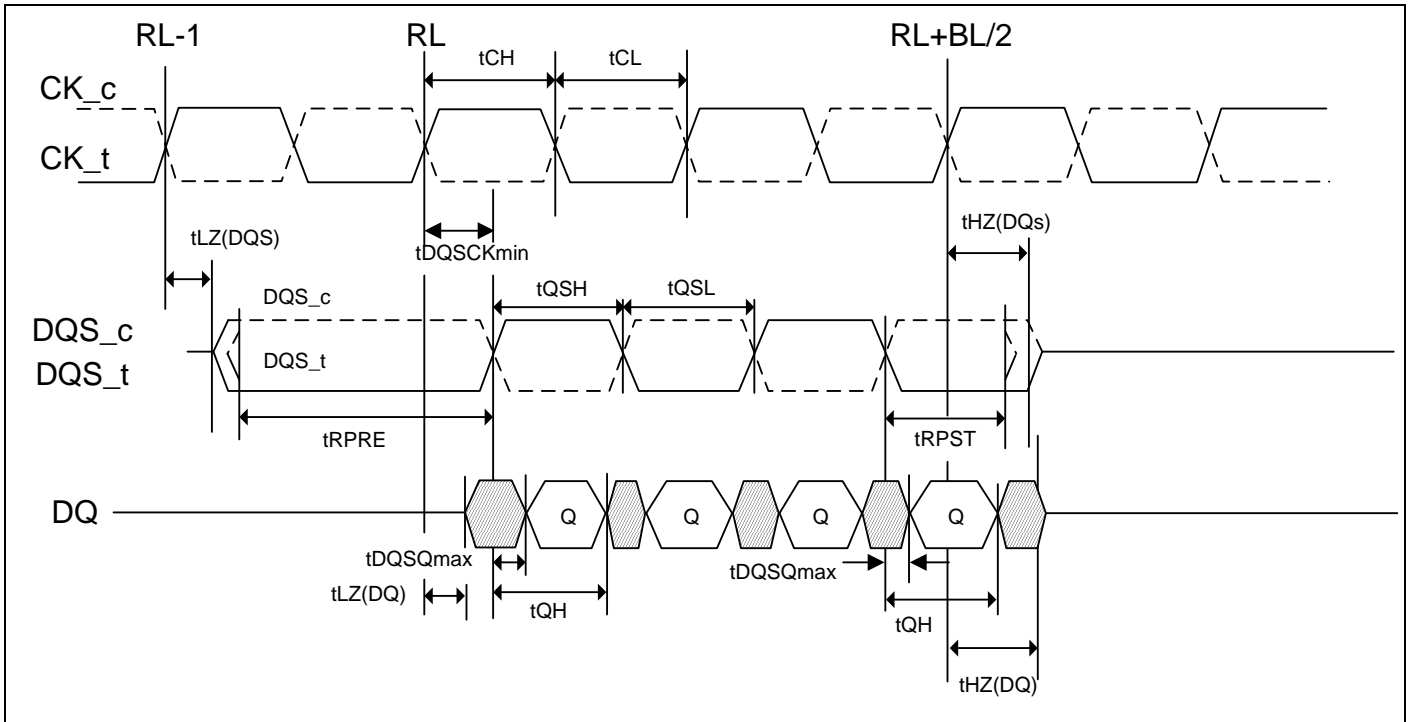 RL-1 RL RL+BL/2
tCH tCL
CK_c
CK_t
tLZ(DQS) tDQSCKmin tHZ(DQs)
DQS_c tQSH tQSL
DQS_c
DQS_t
DQS_t
tRPRE tRPST
DQ Q Q Q Q
tDQSQmax tDQSQmax
tLZ(DQ) tQH tQH
tHZ(DQ)